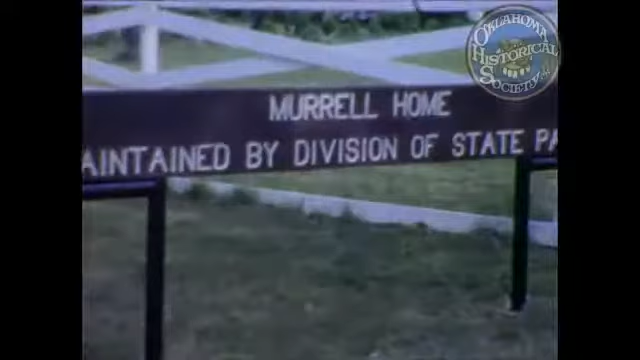 OKLAHOMA
HISTORICAL
SOCIETY
MURRELL HOME
AINTAINED BY DIVISION OF STATE PA